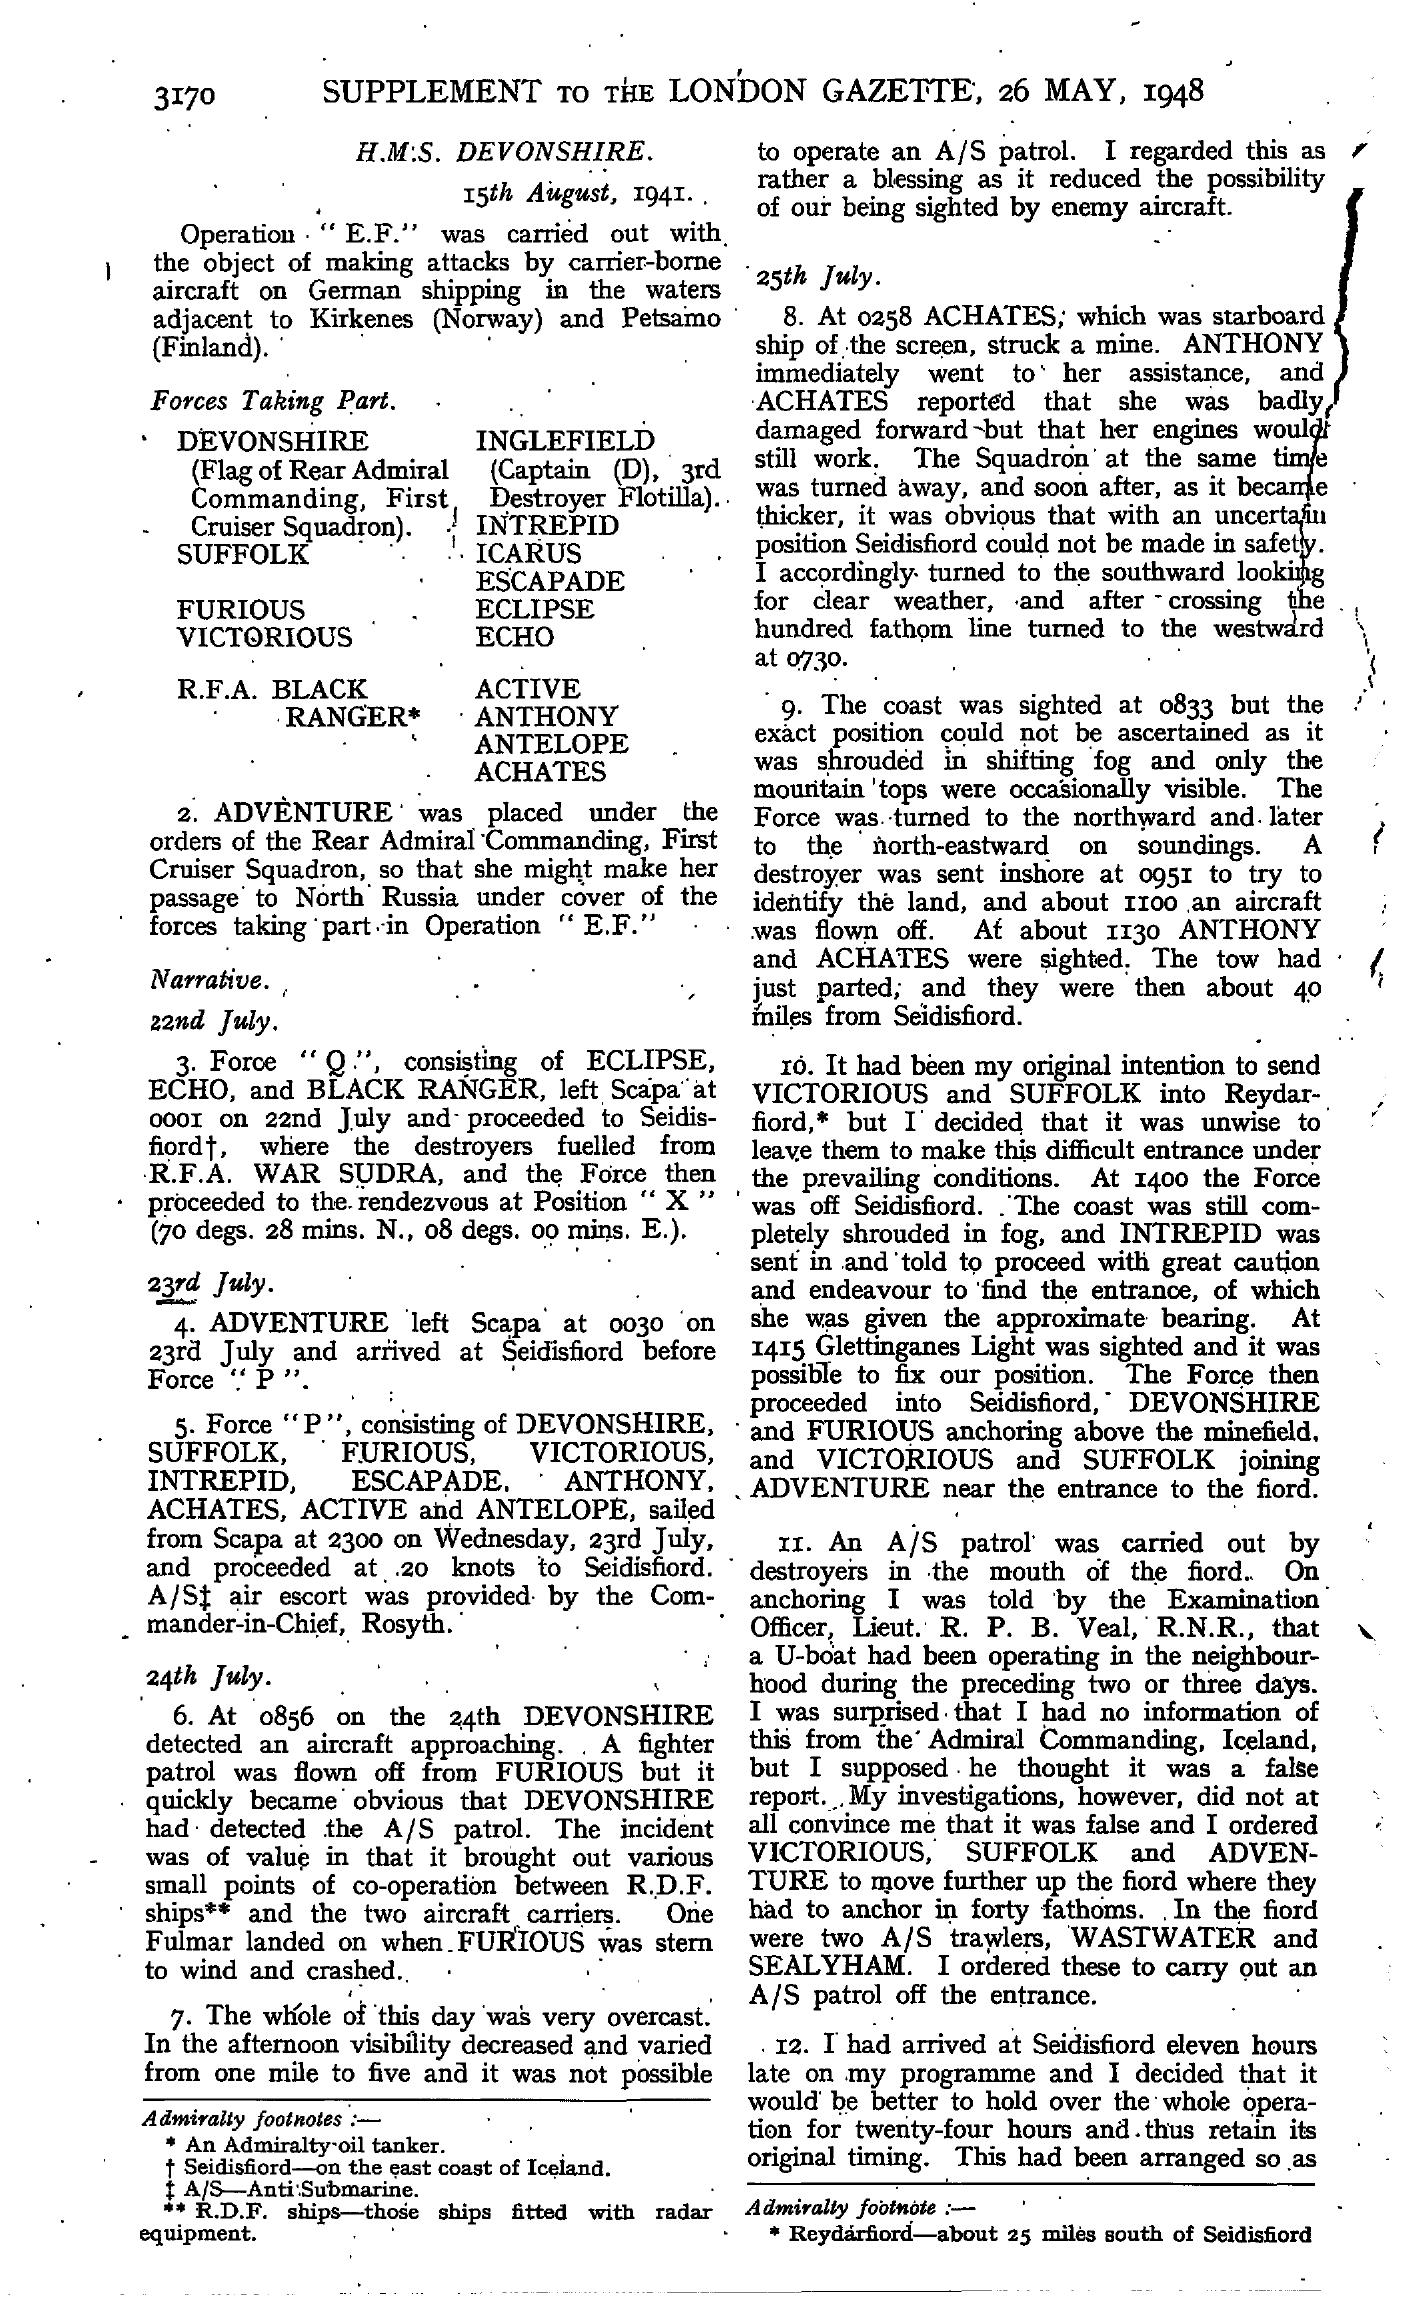 3170 SUPPLEMENT TO THE LONDON GAZETTE, 26 MAY, 1948
H.M.S. DEVONSHIRE.
15th August, 1941.
Operation "E.F." was carried out with
the object of making attacks by carrier-borne
aircraft on German shipping in the waters
adjacent to Kirkenes (Norway) and Petsamo
(Finland).
Forces Taking Part.
DEVONSHIRE
(Flag of Rear Admiral
Commanding, First
Cruiser Squadron).
SUFFOLK
FURIOUS
VICTORIOUS
R.F.A. BLACK
RANGER*
INGLEFIELD
(Captain (D), 3rd
Destroyer Flotilla).
INTREPID
ICARUS
ESCAPADE
ECLIPSE
ECHO
ACTIVE
ANTHONY
ANTELOPE
ACHATES
2. ADVENTURE was placed under the
orders of the Rear Admiral Commanding, First
Cruiser Squadron, so that she might make her
passage to North Russia under cover of the
forces taking part in Operation "E.F."
Narrative.
22nd July.
3. Force "Q", consisting of ECLIPSE,
ECHO, and BLACK RANGER, left Scapa at
0001 on 22nd July and proceeded to Seidis-
fiord†, where the destroyers fuelled from
R.F.A. WAR SUDRA, and the Force then
proceeded to the rendezvous at Position "X"
(70 degs. 28 mins. N., 08 degs. 00 mins. E.).
23rd July.
4. ADVENTURE left Scapa at 0030 on
23rd July and arrived at Seidisfiord before
Force "P".
5. Force "P", consisting of DEVONSHIRE,
SUFFOLK, FURIOUS, VICTORIOUS,
INTREPID, ESCAPADE, ANTHONY,
ACHATES, ACTIVE and ANTELOPE, sailed
from Scapa at 2300 on Wednesday, 23rd July,
and proceeded at 20 knots to Seidisfiord.
A/S‡ air escort was provided by the Com-
mander-in-Chief, Rosyth.
24th July.
6. At 0856 on the 24th DEVONSHIRE
detected an aircraft approaching. A fighter
patrol was flown off from FURIOUS but it
quickly became obvious that DEVONSHIRE
had detected the A/S patrol. The incident
was of value in that it brought out various
small points of co-operation between R.D.F.
ships** and the two aircraft carriers. One
Fulmar landed on when FURIOUS was stern
to wind and crashed.
7. The whole of this day was very overcast.
In the afternoon visibility decreased and varied
from one mile to five and it was not possible
Admiralty footnotes :—
* An Admiralty oil tanker.
† Seidisfiord—on the east coast of Iceland.
‡ A/S—Anti-Submarine.
** R.D.F. ships—those ships fitted with radar
equipment.
to operate an A/S patrol. I regarded this as
rather a blessing as it reduced the possibility
of our being sighted by enemy aircraft.
25th July.
8. At 0258 ACHATES, which was starboard
ship of the screen, struck a mine. ANTHONY
immediately went to her assistance, and
ACHATES reported that she was badly
damaged forward but that her engines would
still work. The Squadron at the same time
was turned away, and soon after, as it became
thicker, it was obvious that with an uncertain
position Seidisfiord could not be made in safety.
I accordingly turned to the southward looking
for clear weather, and after crossing the
hundred fathom line turned to the westward
at 0730.
9. The coast was sighted at 0833 but the
exact position could not be ascertained as it
was shrouded in shifting fog and only the
mountain tops were occasionally visible. The
Force was turned to the northward and later
to the north-eastward on soundings. A
destroyer was sent inshore at 0951 to try to
identify the land, and about 1100 an aircraft
was flown off. At about 1130 ANTHONY
and ACHATES were sighted. The tow had
just parted, and they were then about 40
miles from Seidisfiord.
10. It had been my original intention to send
VICTORIOUS and SUFFOLK into Reydar-
fiord,* but I decided that it was unwise to
leave them to make this difficult entrance under
the prevailing conditions. At 1400 the Force
was off Seidisfiord. The coast was still com-
pletely shrouded in fog, and INTREPID was
sent in and told to proceed with great caution
and endeavour to find the entrance, of which
she was given the approximate bearing. At
1415 Glettinganes Light was sighted and it was
possible to fix our position. The Force then
proceeded into Seidisfiord, DEVONSHIRE
and FURIOUS anchoring above the minefield,
and VICTORIOUS and SUFFOLK joining
ADVENTURE near the entrance to the fiord.
11. An A/S patrol was carried out by
destroyers in the mouth of the fiord. On
anchoring I was told by the Examination
Officer, Lieut. R. P. B. Veal, R.N.R., that
a U-boat had been operating in the neighbour-
hood during the preceding two or three days.
I was surprised that I had no information of
this from the Admiral Commanding, Iceland,
but I supposed he thought it was a false
report. My investigations, however, did not at
all convince me that it was false and I ordered
VICTORIOUS, SUFFOLK and ADVEN-
TURE to move further up the fiord where they
had to anchor in forty fathoms. In the fiord
were two A/S trawlers, WASTWATER and
SEALYHAM. I ordered these to carry out an
A/S patrol off the entrance.
12. I had arrived at Seidisfiord eleven hours
late on my programme and I decided that it
would be better to hold over the whole opera-
tion for twenty-four hours and thus retain its
original timing. This had been arranged so as
Admiralty footnote :—
* Reydarfiord—about 25 miles south of Seidisfiord